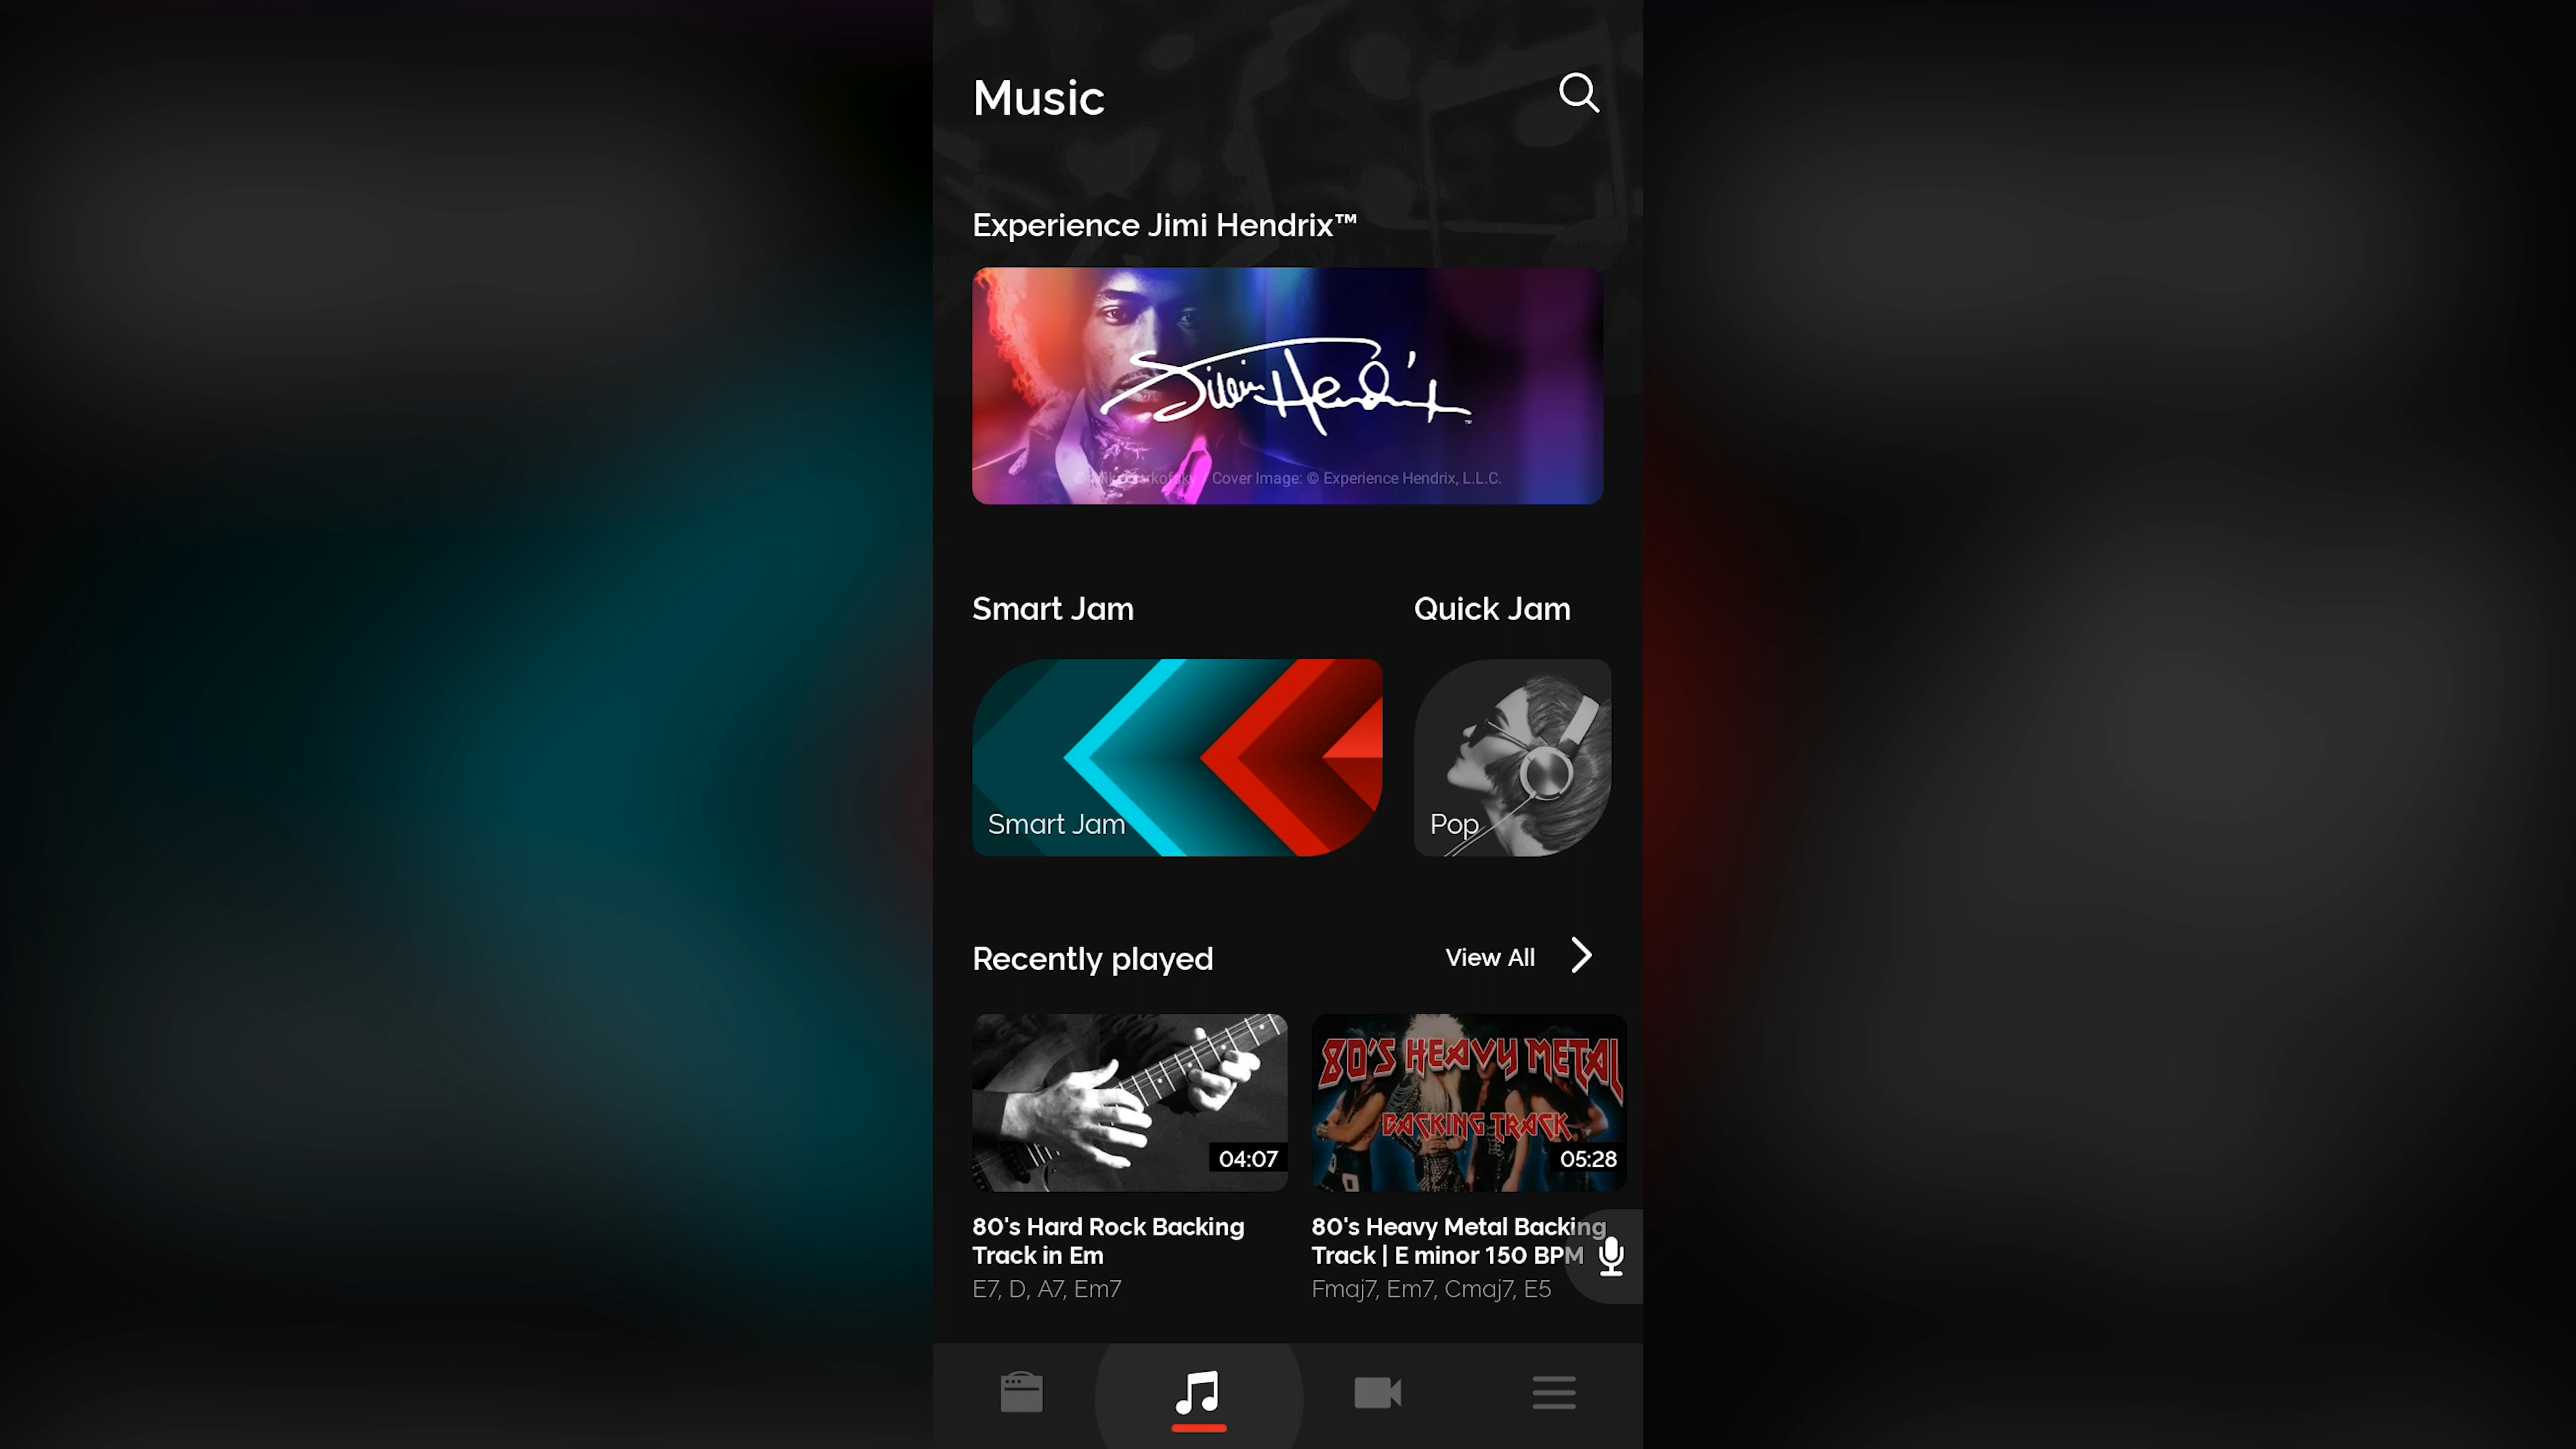 Music
Experience Jimi Hendrix™
Jimi Hendrix
Cover Image: © Experience Hendrix, L.L.C.
Smart Jam
Quick Jam
Smart Jam
Pop
Recently played
View All
80'S HEAVY METAL
BACKING TRACK
04:07
05:28
80's Hard Rock Backing
Track in Em
E7, D, A7, Em7
80's Heavy Metal Backing
Track | E minor 150 BPM
Fmaj7, Em7, Cmaj7, E5